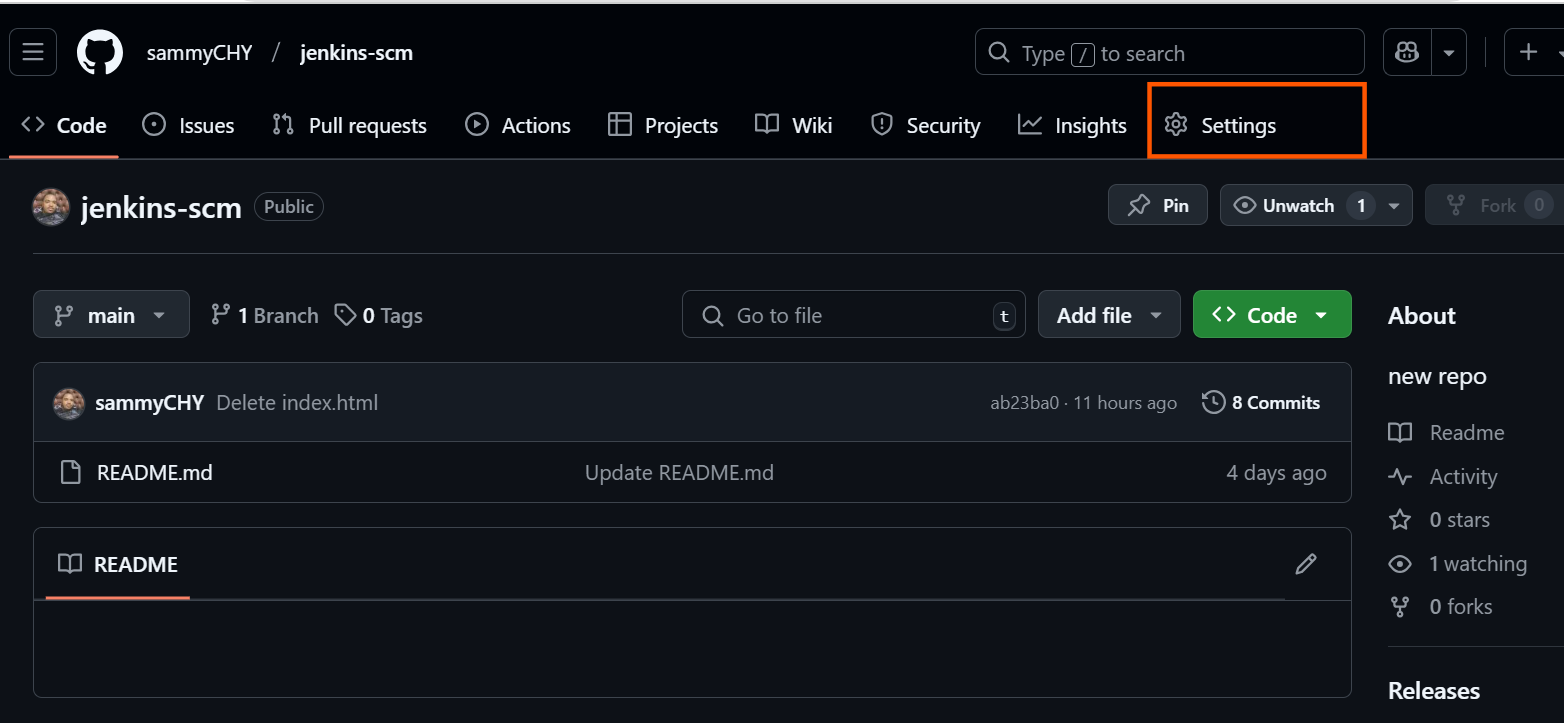 sammyCHY / jenkins-scm
Type / to search
Code Issues Pull requests Actions Projects Wiki Security Insights Settings
jenkins-scm Public
Pin Unwatch 1 Fork 0
main 1 Branch 0 Tags
Go to file t
Add file Code
About
sammyCHY Delete index.html ab23ba0 · 11 hours ago 8 Commits
new repo
README.md Update README.md 4 days ago
Readme
Activity
0 stars
README
1 watching
0 forks
Releases